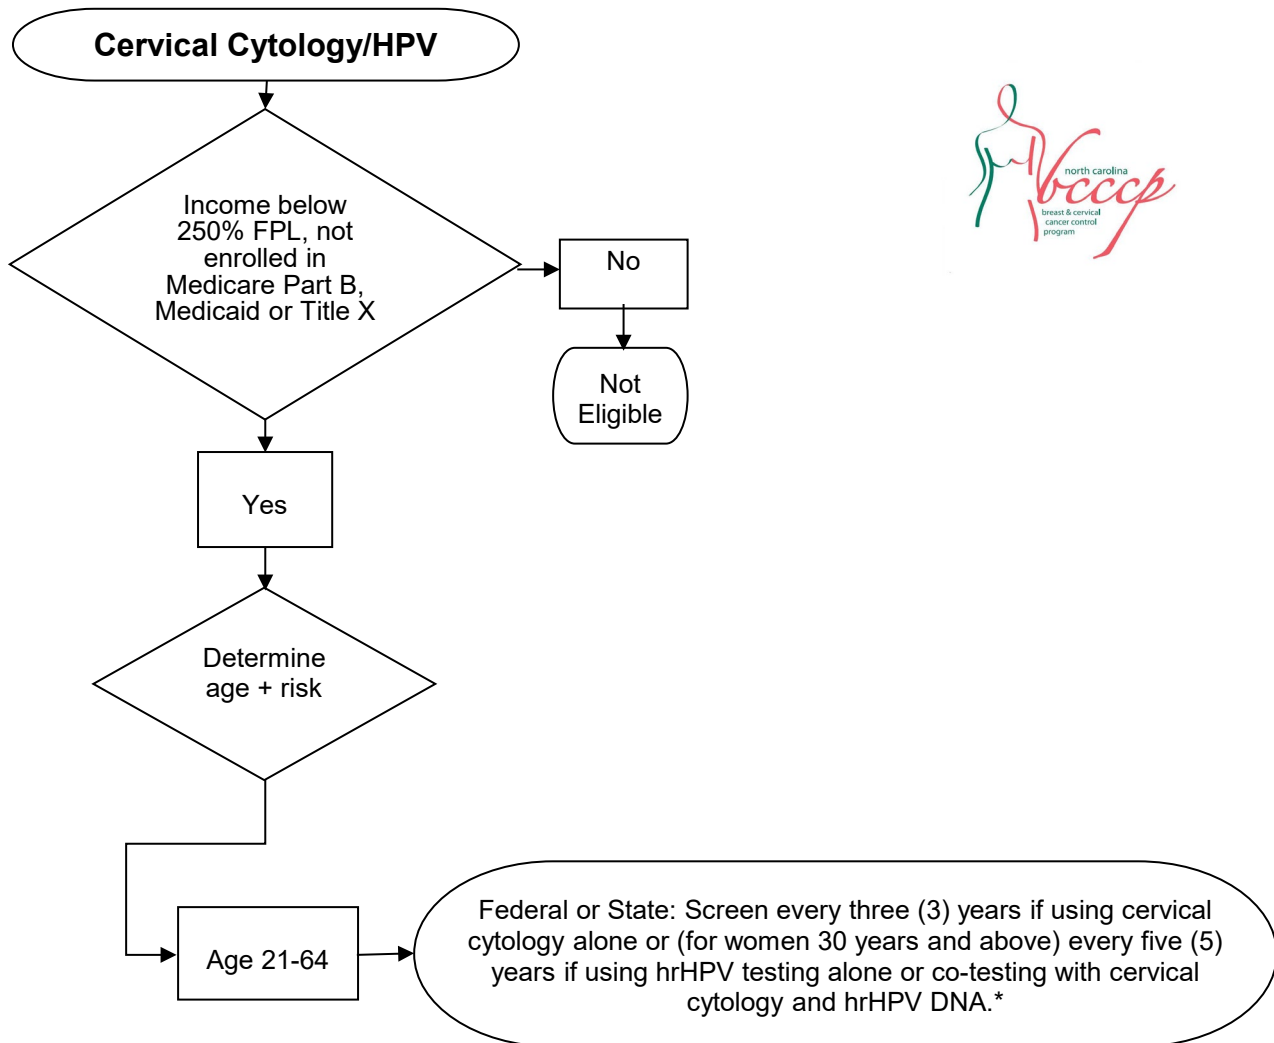 Cervical Cytology/HPV
north carolina
bcccp
breast & cervical
cancer control
program
Income below
250% FPL, not
enrolled in
Medicare Part B,
Medicaid or Title X
No
Not
Eligible
Yes
Determine
age + risk
Age 21-64
Federal or State: Screen every three (3) years if using cervical
cytology alone or (for women 30 years and above) every five (5)
years if using hrHPV testing alone or co-testing with cervical
cytology and hrHPV DNA.*